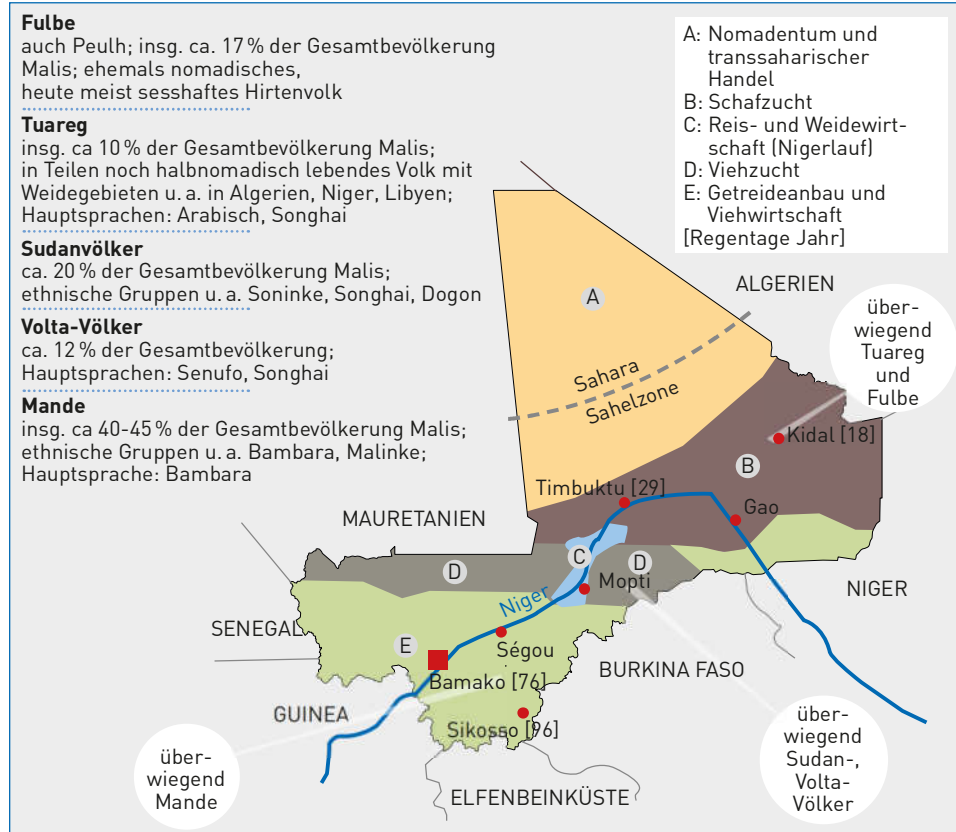 Fulbe
auch Peulh; insg. ca. 17 % der Gesamtbevölkerung
Malis; ehemals nomadisches,
heute meist sesshaftes Hirtenvolk
Tuareg
insg. ca 10 % der Gesamtbevölkerung Malis;
in Teilen noch halbnomadisch lebendes Volk mit
Weidegebieten u. a. in Algerien, Niger, Libyen;
Hauptsprachen: Arabisch, Songhai
Sudanvölker
ca. 20 % der Gesamtbevölkerung Malis;
ethnische Gruppen u. a. Soninke, Songhai, Dogon
Volta-Völker
ca. 12 % der Gesamtbevölkerung;
Hauptsprachen: Senufo, Songhai
Mande
insg. ca 40-45 % der Gesamtbevölkerung Malis;
ethnische Gruppen u. a. Bambara, Malinke;
Hauptsprache: Bambara
A: Nomadentum und
transsaharischer
Handel
B: Schafzucht
C: Reis- und Weidewirt-
schaft (Nigerlauf)
D: Viehzucht
E: Getreideanbau und
Viehwirtschaft
[Regentage Jahr]
ALGERIEN
A
über-
wiegend
Tuareg
und
Fulbe
Sahara
Sahelzone
Kidal [18]
B
Timbuktu [29]
Gao
MAURETANIEN
D
C
D
Mopti
Niger
NIGER
SENEGAL
E
Ségou
BURKINA FASO
Bamako [76]
GUINEA
Sikosso [96]
über-
wiegend
Mande
über-
wiegend
Sudan-,
Volta-
Völker
ELFENBEINKÜSTE